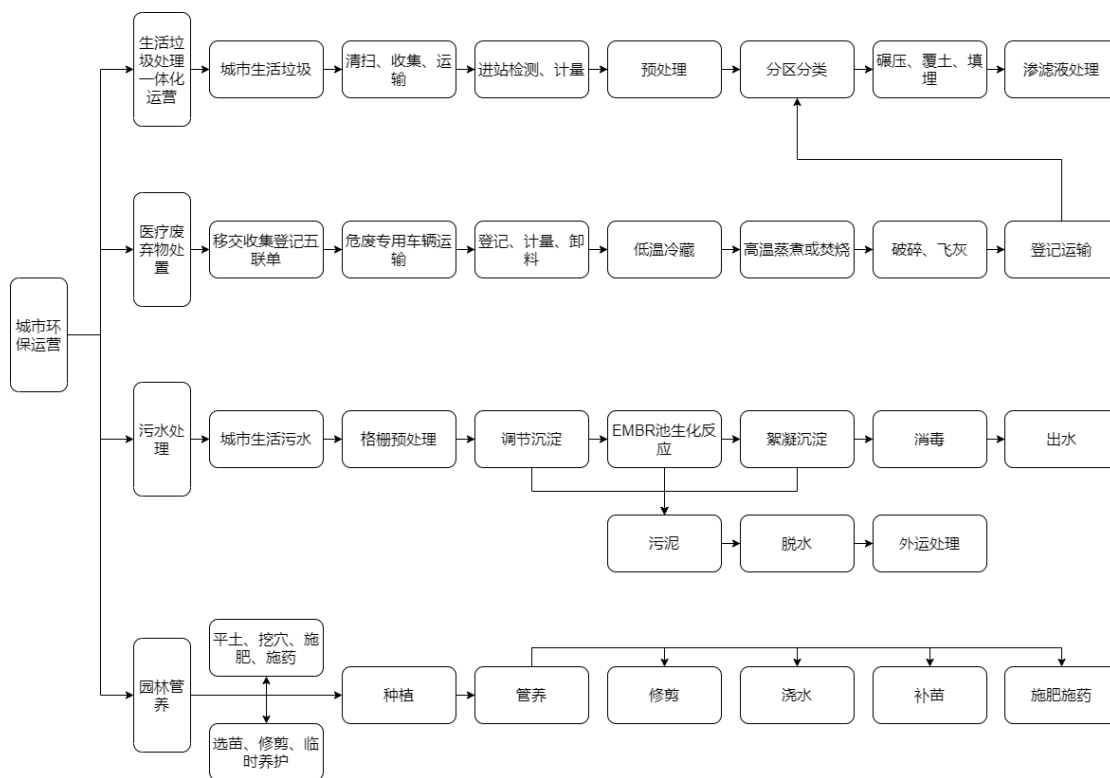 生活垃
圾处理
一体化
运营
城市生活垃圾
清扫、收集、运
输
进站检测、计量
预处理
分区分类
碾压、覆土、填
埋
渗滤液处理
医疗废
弃物处
置
移交收集登记五
联单
危废专用车辆运
输
登记、计量、卸
料
低温冷藏
高温蒸煮或焚烧
破碎、飞灰
登记运输
城市环
保运营
污水处
理
城市生活污水
格栅预处理
调节沉淀
EMBR池生化反
应
絮凝沉淀
消毒
出水
污泥
脱水
外运处理
园林管
养
平土、挖穴、施
肥、施药
选苗、修剪、临
时养护
种植
管养
修剪
浇水
补苗
施肥施药